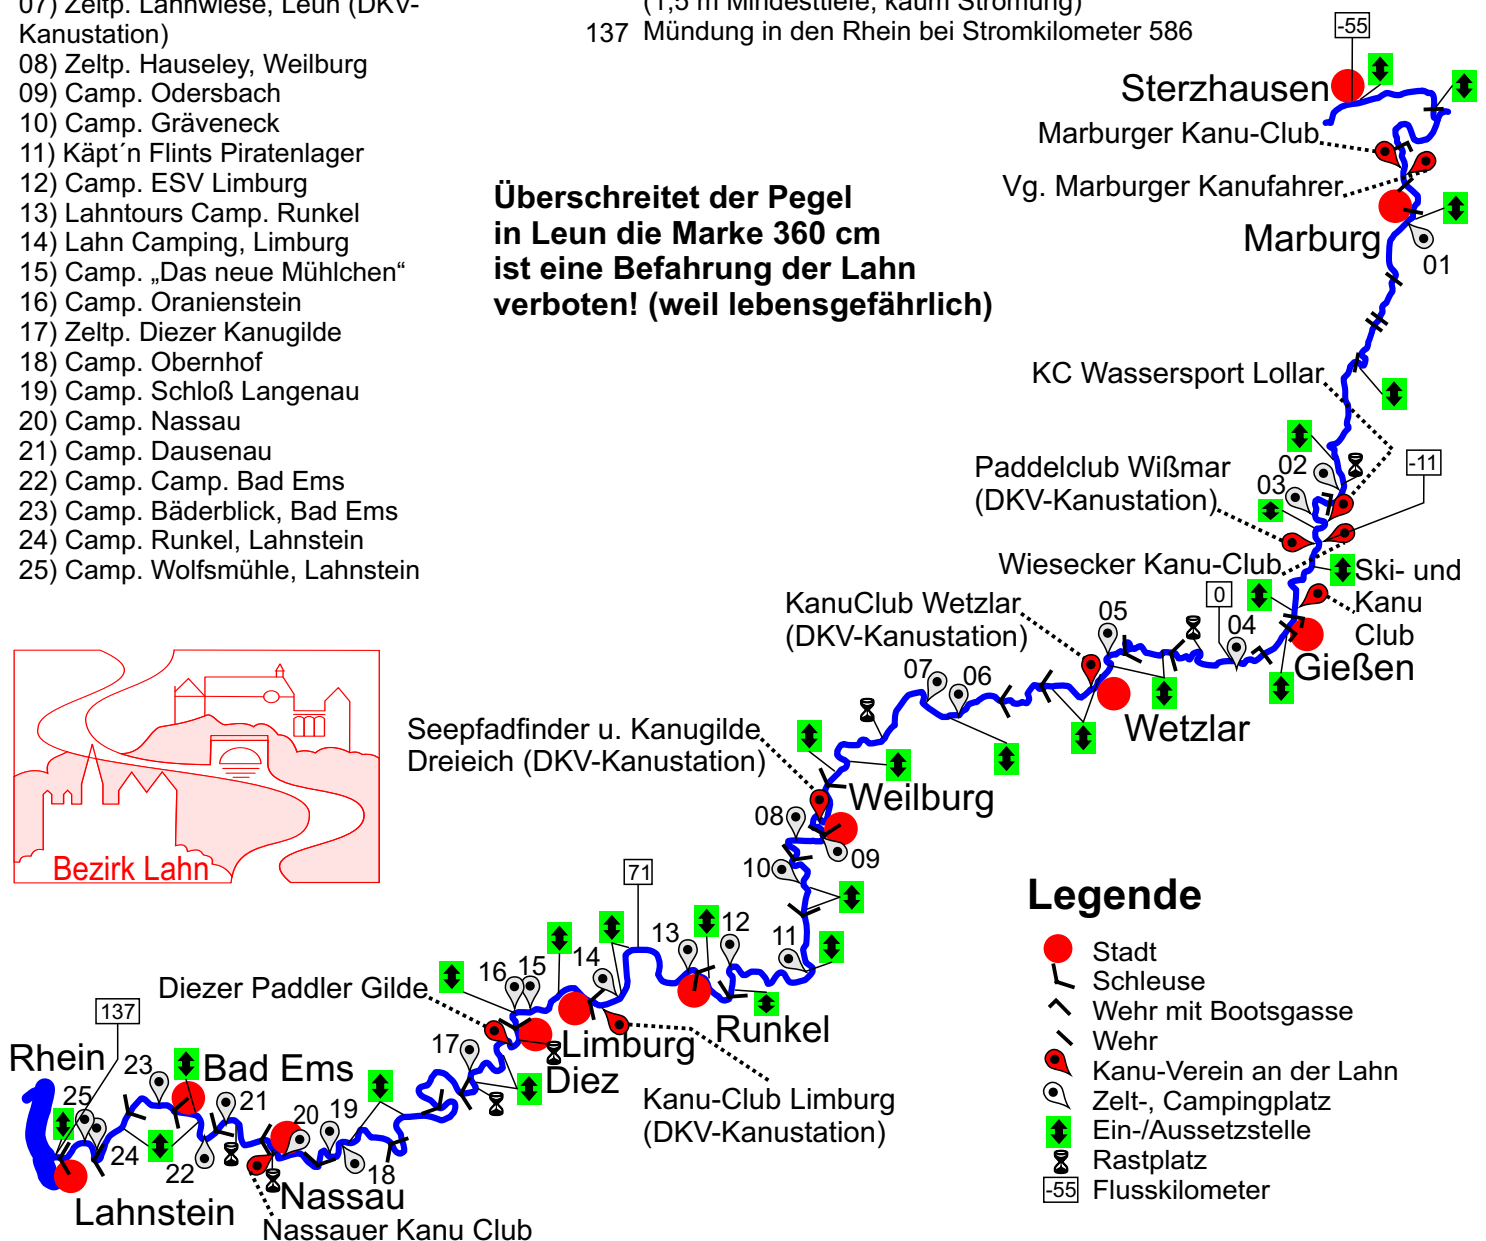 07) Zeltp. Lahnwiese, Leun (DKV-
Kanustation)
08) Zeltp. Hauseley, Weilburg
09) Camp. Odersbach
10) Camp. Gräveneck
11) Käpt´n Flints Piratenlager
12) Camp. ESV Limburg
13) Lahntours Camp. Runkel
14) Lahn Camping, Limburg
15) Camp. „Das neue Mühlchen“
16) Camp. Oranienstein
17) Zeltp. Diezer Kanugilde
18) Camp. Obernhof
19) Camp. Schloß Langenau
20) Camp. Nassau
21) Camp. Dausenau
22) Camp. Camp. Bad Ems
23) Camp. Bäderblick, Bad Ems
24) Camp. Runkel, Lahnstein
25) Camp. Wolfsmühle, Lahnstein
(1,5 m Mindesttiefe, kaum Strömung)
137 Mündung in den Rhein bei Stromkilometer 586
Überschreitet der Pegel
in Leun die Marke 360 cm
ist eine Befahrung der Lahn
verboten! (weil lebensgefährlich)
-55
Sterzhausen
Marburger Kanu-Club
Vg. Marburger Kanufahrer
Marburg
01
KC Wassersport Lollar
02
03
-11
Paddelclub Wißmar
(DKV-Kanustation)
Wiesecker Kanu-Club
Ski- und
Kanu
Club
0
04
Gießen
KanuClub Wetzlar
(DKV-Kanustation)
05
Wetzlar
07
06
Seepfadfinder u. Kanugilde
Dreieich (DKV-Kanustation)
Weilburg
08
09
10
Bezirk Lahn
71
13
12
11
14
16
15
Runkel
Limburg
Diez
Diezer Paddler Gilde
Kanu-Club Limburg
(DKV-Kanustation)
17
137
Rhein
23
Bad Ems
25
21
20
19
24
22
18
Nassau
Lahnstein
Nassauer Kanu Club
Legende
Stadt
Schleuse
Wehr mit Bootsgasse
Wehr
Kanu-Verein an der Lahn
Zelt-, Campingplatz
Ein-/Aussetzstelle
Rastplatz
-55 Flusskilometer